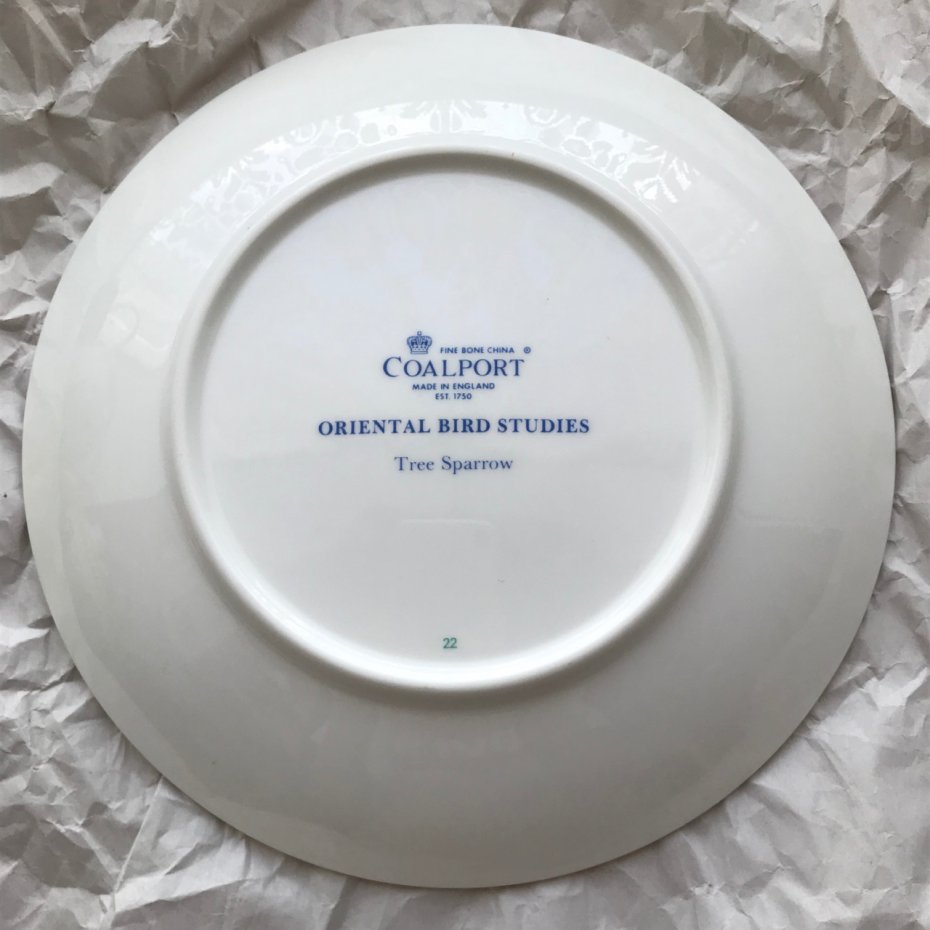 FINE BONE CHINA ®
COALPORT
MADE IN ENGLAND
EST. 1750
ORIENTAL BIRD STUDIES
Tree Sparrow
22